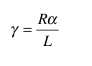 γ = Rα / L